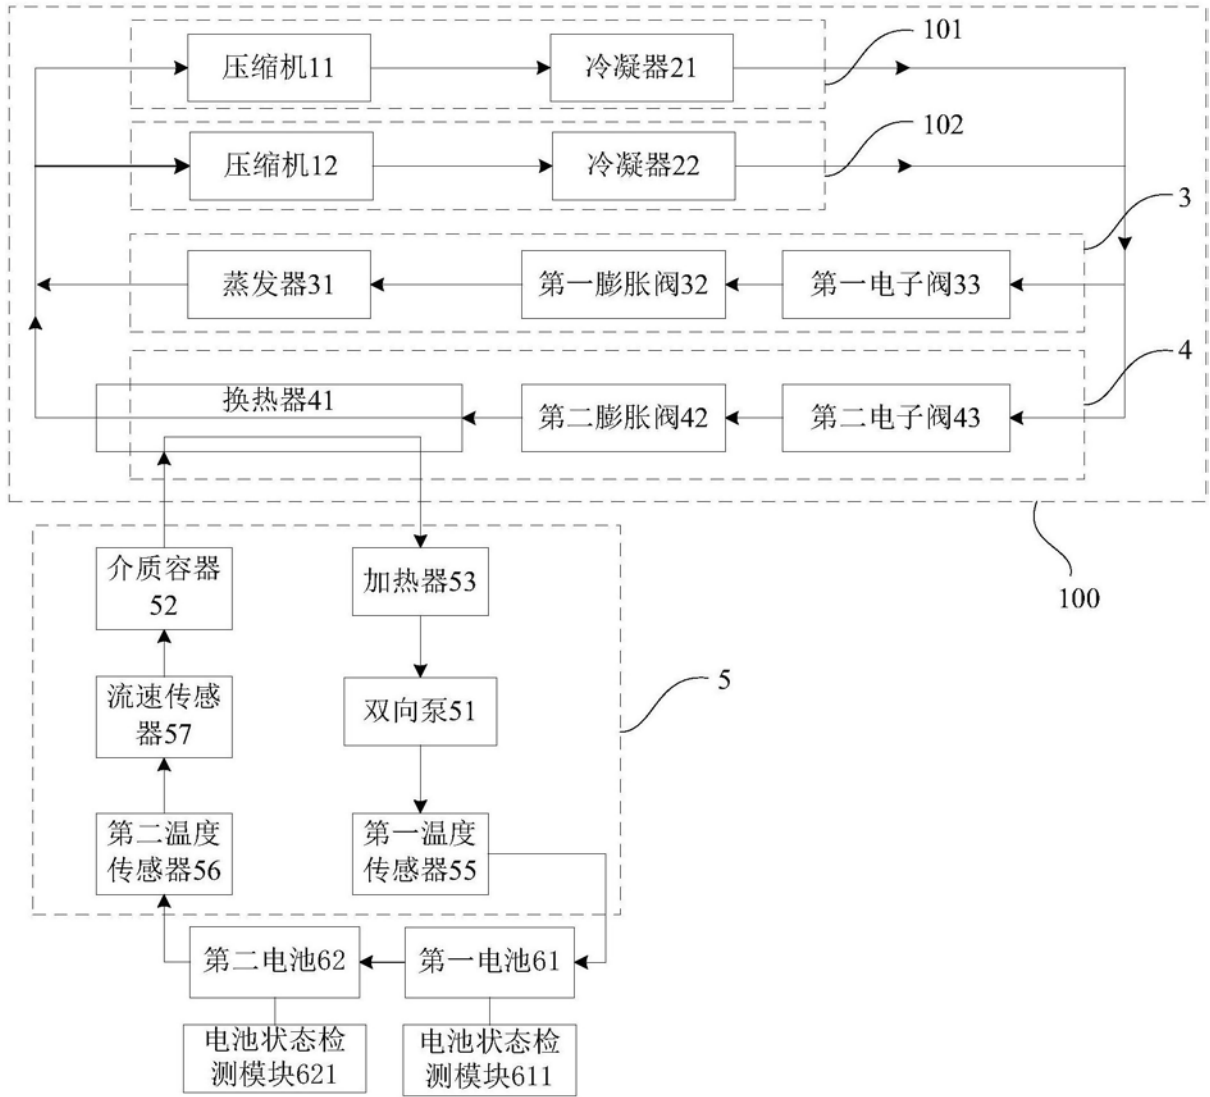 101
压缩机11
冷凝器21
102
压缩机12
冷凝器22
3
蒸发器31
第一膨胀阀32
第一电子阀33
4
换热器41
第二膨胀阀42
第二电子阀43
100
介质容器
52
加热器53
5
流速传感
器57
双向泵51
第二温度
传感器56
第一温度
传感器55
第二电池62
第一电池61
电池状态检
测模块621
电池状态检
测模块611